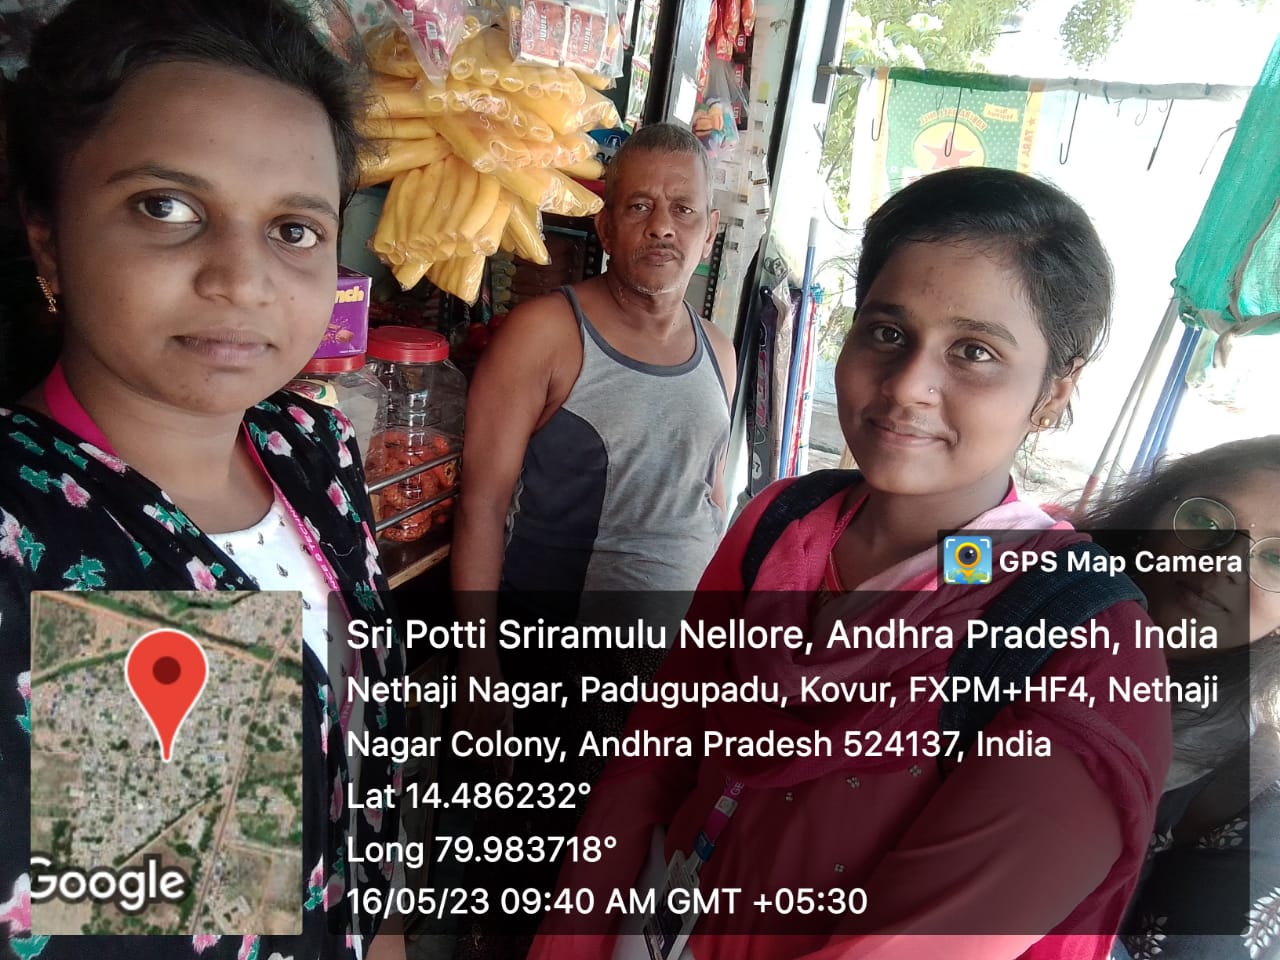 nch
GPS Map Camera
Sri Potti Sriramulu Nellore, Andhra Pradesh, India
Nethaji Nagar, Padugupadu, Kovur, FXPM+HF4, Nethaji
Nagar Colony, Andhra Pradesh 524137, India
Lat 14.486232°
Long 79.983718°
16/05/23 09:40 AM GMT +05:30
Google